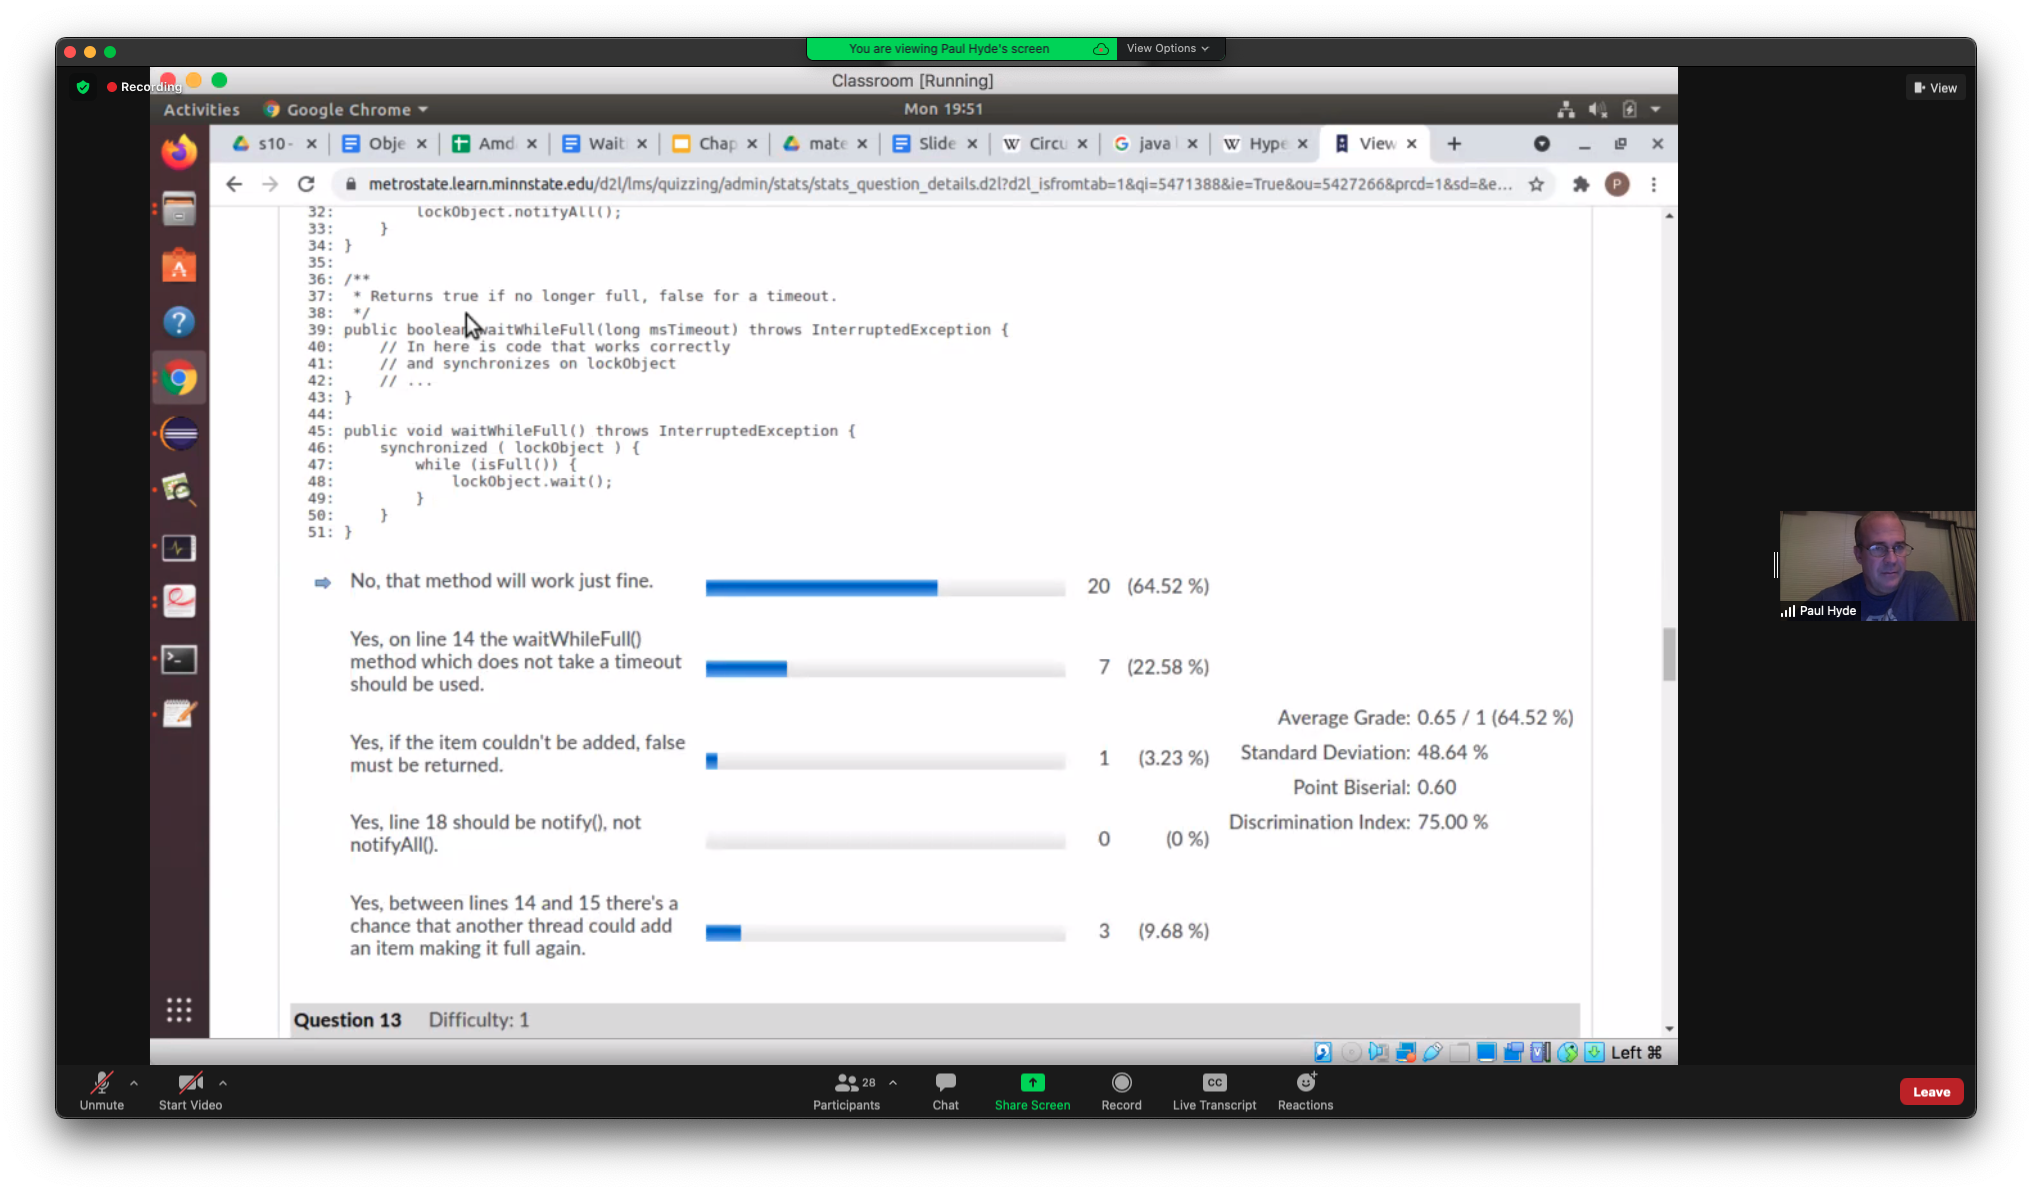 You are viewing Paul Hyde's screen
View Options
Recording
Classroom [Running]
View
Activities
Google Chrome
Mon 19:51
s10 -
Obje
Amd
Wait
Chap
mate
Slide
Circu
java
Hype
View
metrostate.learn.minnstate.edu/d2l/lms/quizzing/admin/stats/stats_question_details.d2l?d2l_isfromtab=1&qi=5471388&ie=True&ou=5427266&prcd=1&sd=&e...
P
32:         lockObject.notifyAll();
33:     }
34: }
35:
36: /**
37:  * Returns true if no longer full, false for a timeout.
38:  */
39: public boolean waitWhileFull(long msTimeout) throws InterruptedException {
40:     // In here is code that works correctly
41:     // and synchronizes on lockObject
42:     // ...
43: }
44:
45: public void waitWhileFull() throws InterruptedException {
46:     synchronized ( lockObject ) {
47:         while (isFull()) {
48:             lockObject.wait();
49:         }
50:     }
51: }
No, that method will work just fine.
20 (64.52 %)
Yes, on line 14 the waitWhileFull()
method which does not take a timeout
should be used.
7 (22.58 %)
Yes, if the item couldn't be added, false
must be returned.
1 (3.23 %)
Yes, line 18 should be notify(), not
notifyAll().
0 (0 %)
Yes, between lines 14 and 15 there's a
chance that another thread could add
an item making it full again.
3 (9.68 %)
Average Grade: 0.65 / 1 (64.52 %)
Standard Deviation: 48.64 %
Point Biserial: 0.60
Discrimination Index: 75.00 %
Question 13 Difficulty: 1
Left ⌘
Paul Hyde
Unmute
Start Video
28
Participants
Chat
Share Screen
Record
CC
Live Transcript
Reactions
Leave